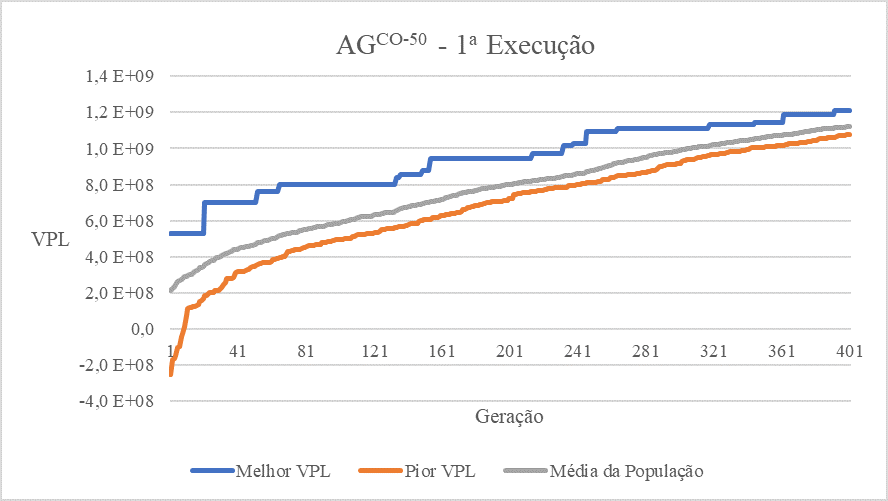 AGCO-50 - 1ª Execução
1,4 E+09
1,2 E+09
1,0 E+09
8,0 E+08
6,0 E+08
VPL
4,0 E+08
2,0 E+08
0,0
1 41 81 121 161 201 241 281 321 361 401
-2,0 E+08
-4,0 E+08
Geração
Melhor VPL Pior VPL Média da População